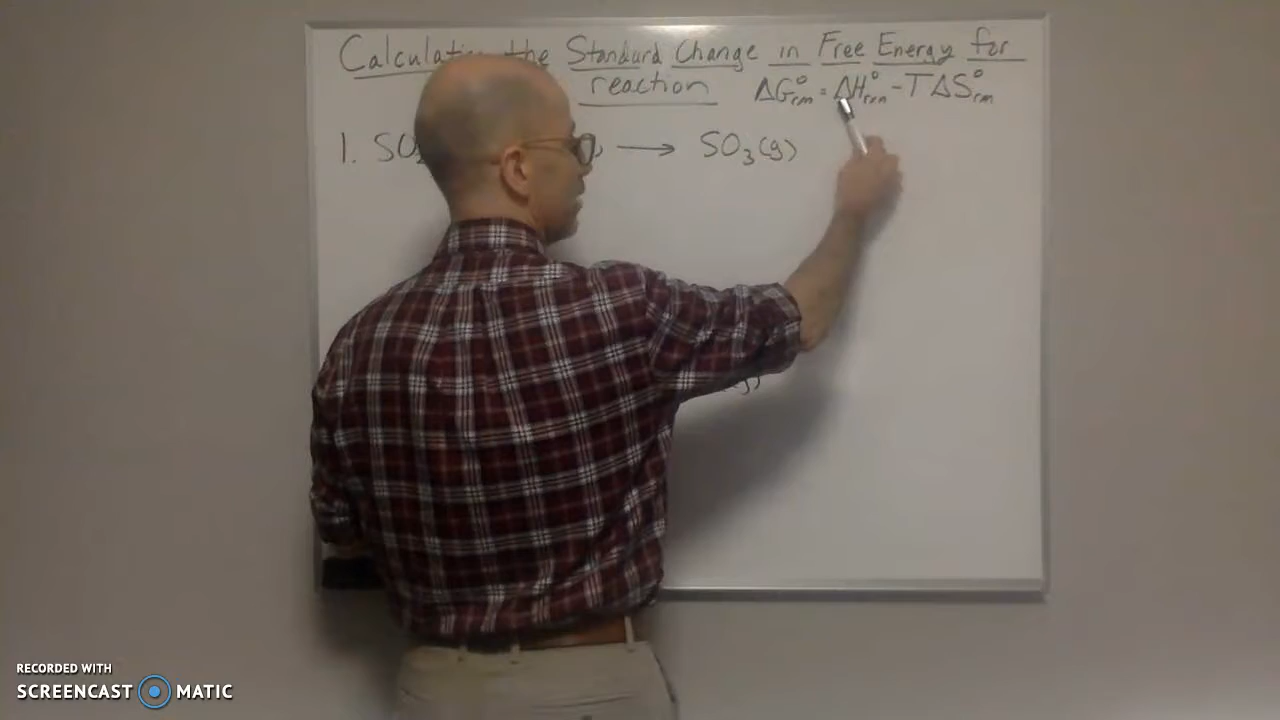 Calculati the Standard Change in Free Energy for
reaction ΔG°rxn = ΔH°rxn - TΔS°rxn
1. SO₂ → SO₃(g)
(g)
RECORDED WITH
SCREENCAST MATIC